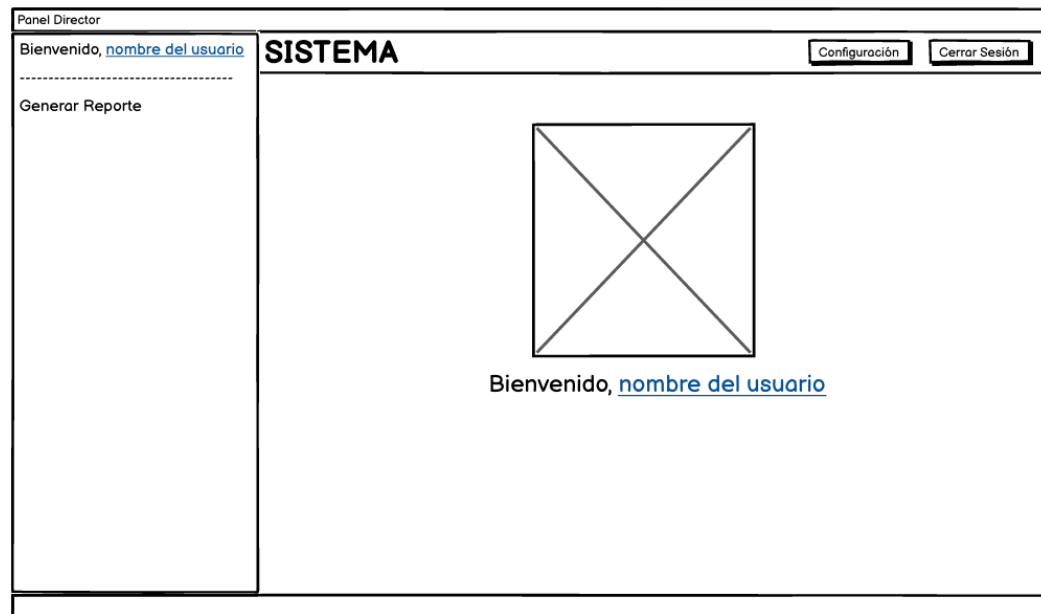 Panel Director
Bienvenido, nombre del usuario
------------------------------------
Generar Reporte
SISTEMA
Configuración
Cerrar Sesión
Bienvenido, nombre del usuario